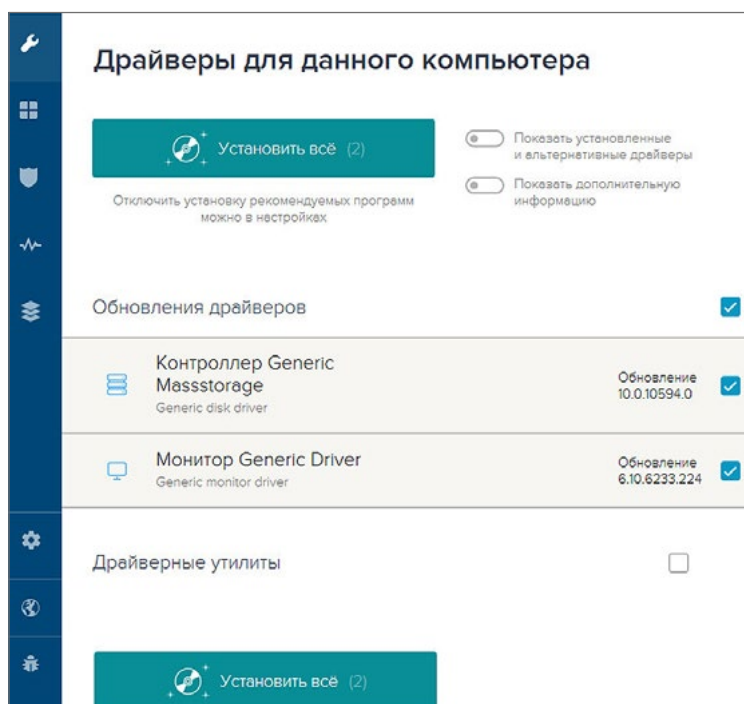 Драйверы для данного компьютера
Установить всё (2)
Показать установленные
и альтернативные драйверы
Отключить установку рекомендуемых программ
можно в настройках
Показать дополнительную
информацию
Обновления драйверов
Контроллер Generic
Massstorage
Generic disk driver
Обновление
10.0.10594.0
Монитор Generic Driver
Generic monitor driver
Обновление
6.10.6233.224
Драйверные утилиты
Установить всё (2)